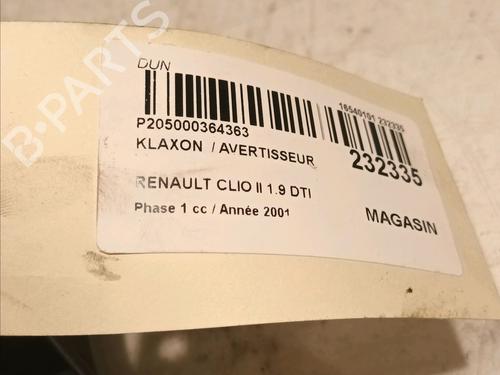 B-PARTS
DUN
P205000364363
16540101 232335
KLAXON / AVERTISSEUR
232335
RENAULT CLIO II 1.9 DTI
Phase 1 cc / Année 2001
MAGASIN